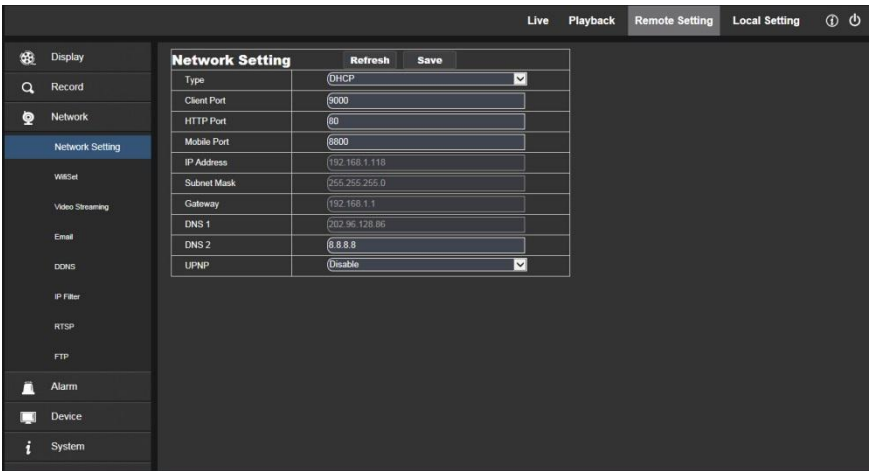 Live Playback Remote Setting Local Setting
Display
Record
Network
Network Setting
WifiSet
Video Streaming
Email
DDNS
IP Filter
RTSP
FTP
Alarm
Device
System
Network Setting Refresh Save
Type DHCP
Client Port 9000
HTTP Port 80
Mobile Port 8800
IP Address 192.168.1.118
Subnet Mask 255.255.255.0
Gateway 192.168.1.1
DNS 1 202.96.128.86
DNS 2 8.8.8.8
UPNP Disable